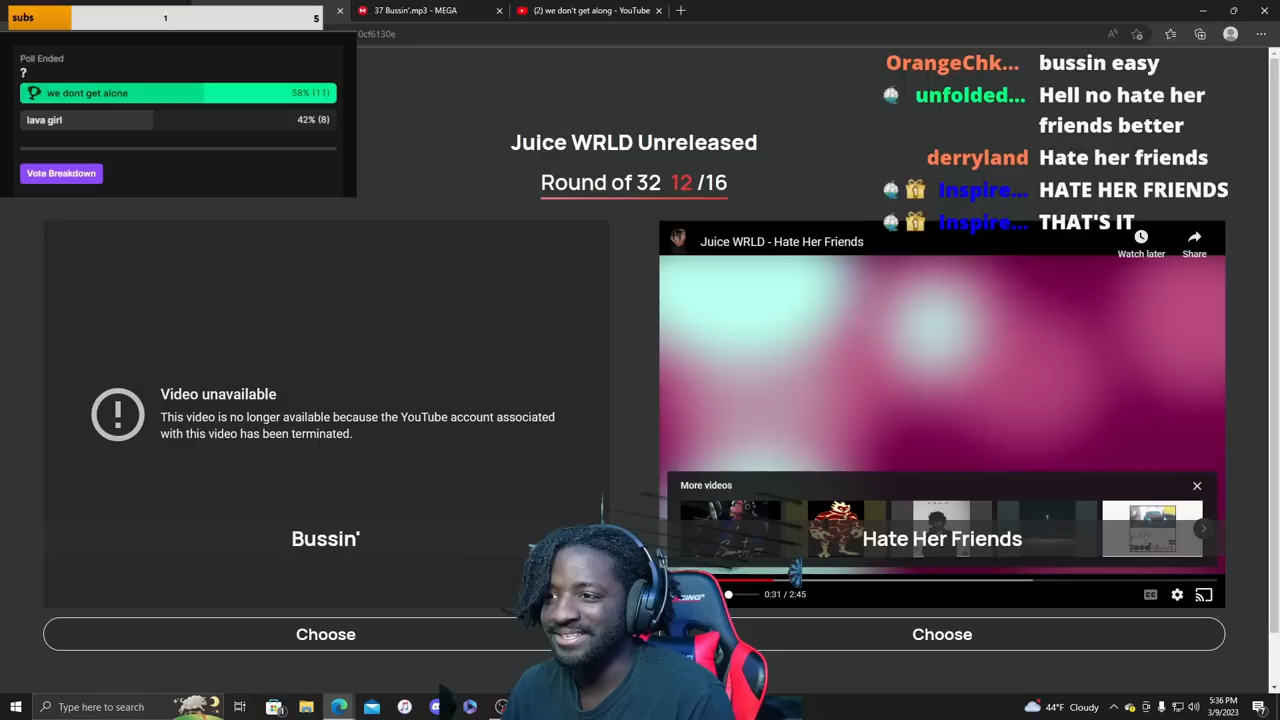 subs 1 5
37 Bussin'.mp3 - MEGA
(2) we don't get along - YouTube
0cf6130e
Poll Ended
?
we dont get alone 58% (11)
lava girl 42% (8)
Vote Breakdown
Juice WRLD Unreleased
Round of 32 12 /16
OrangeChk... bussin easy
unfolded... Hell no hate her
friends better
derryland Hate her friends
Inspire... HATE HER FRIENDS
Inspire... THAT'S IT
Video unavailable
This video is no longer available because the YouTube account associated
with this video has been terminated.
Bussin'
Choose
Juice WRLD - Hate Her Friends
Watch later
Share
More videos
Hate Her Friends
0:31 / 2:45
CC
Choose
Type here to search
44°F Cloudy
5:36 PM
3/9/2023